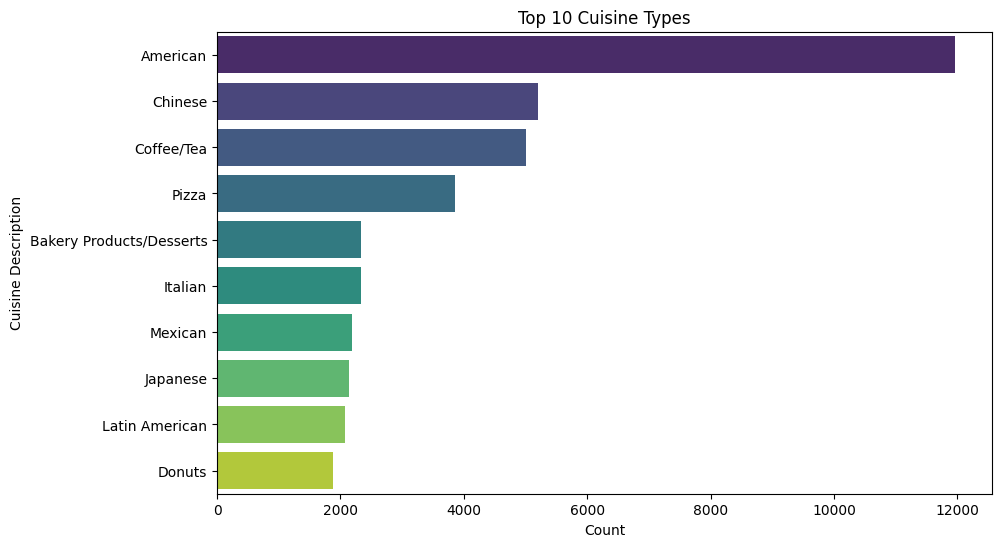 Top 10 Cuisine Types
Cuisine Description
American
Chinese
Coffee/Tea
Pizza
Bakery Products/Desserts
Italian
Mexican
Japanese
Latin American
Donuts
0 2000 4000 6000 8000 10000 12000
Count